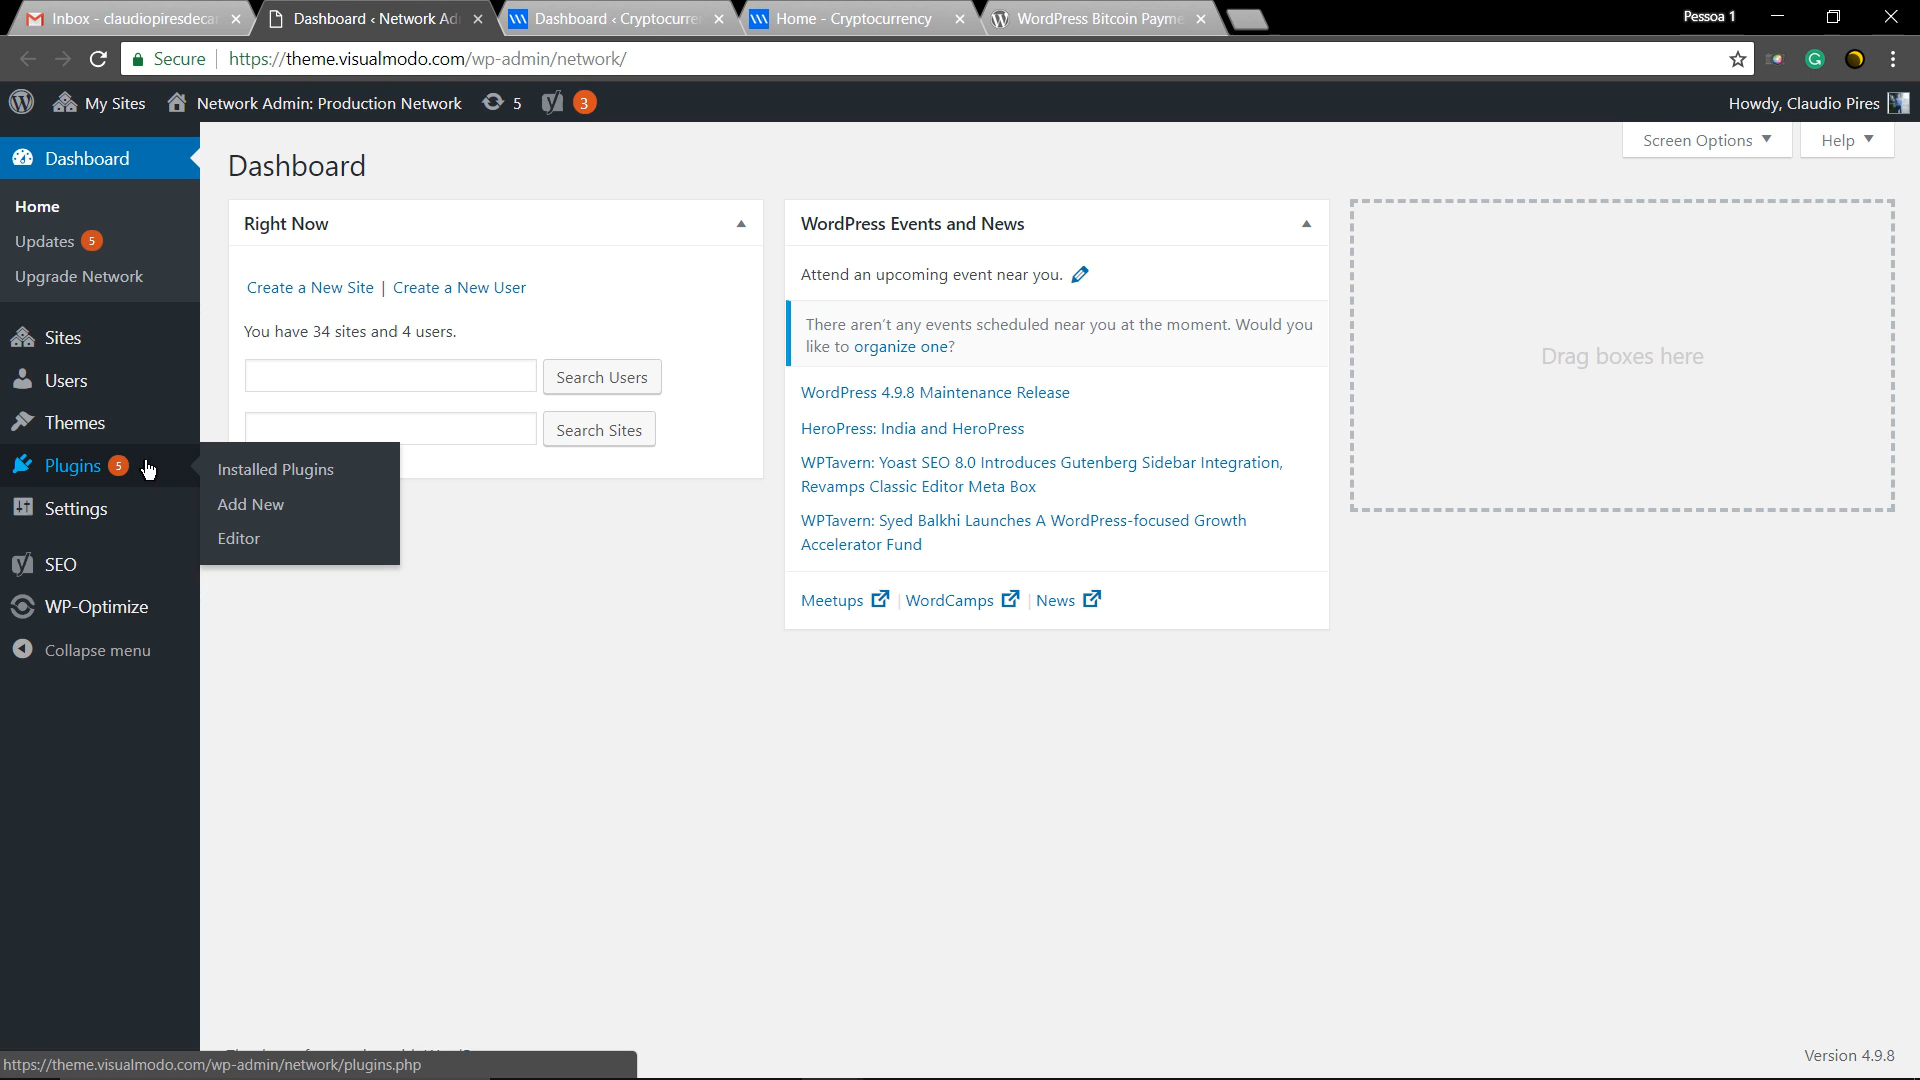 Inbox - claudiopiresdecar
Dashboard ‹ Network Ad
Dashboard ‹ Cryptocurre
Home - Cryptocurrency
WordPress Bitcoin Payme
Pessoa 1
Secure
https://theme.visualmodo.com/wp-admin/network/
My Sites
Network Admin: Production Network
5
3
Howdy, Claudio Pires
Dashboard
Home
Updates 5
Upgrade Network
Sites
Users
Themes
Plugins 5
Settings
SEO
WP-Optimize
Collapse menu
Installed Plugins
Add New
Editor
Screen Options
Help
Dashboard
Right Now
Create a New Site | Create a New User
You have 34 sites and 4 users.
Search Users
Search Sites
WordPress Events and News
Attend an upcoming event near you.
There aren't any events scheduled near you at the moment. Would you
like to organize one?
WordPress 4.9.8 Maintenance Release
HeroPress: India and HeroPress
WPTavern: Yoast SEO 8.0 Introduces Gutenberg Sidebar Integration,
Revamps Classic Editor Meta Box
WPTavern: Syed Balkhi Launches A WordPress-focused Growth
Accelerator Fund
Meetups | WordCamps | News
Drag boxes here
https://theme.visualmodo.com/wp-admin/network/plugins.php
Version 4.9.8